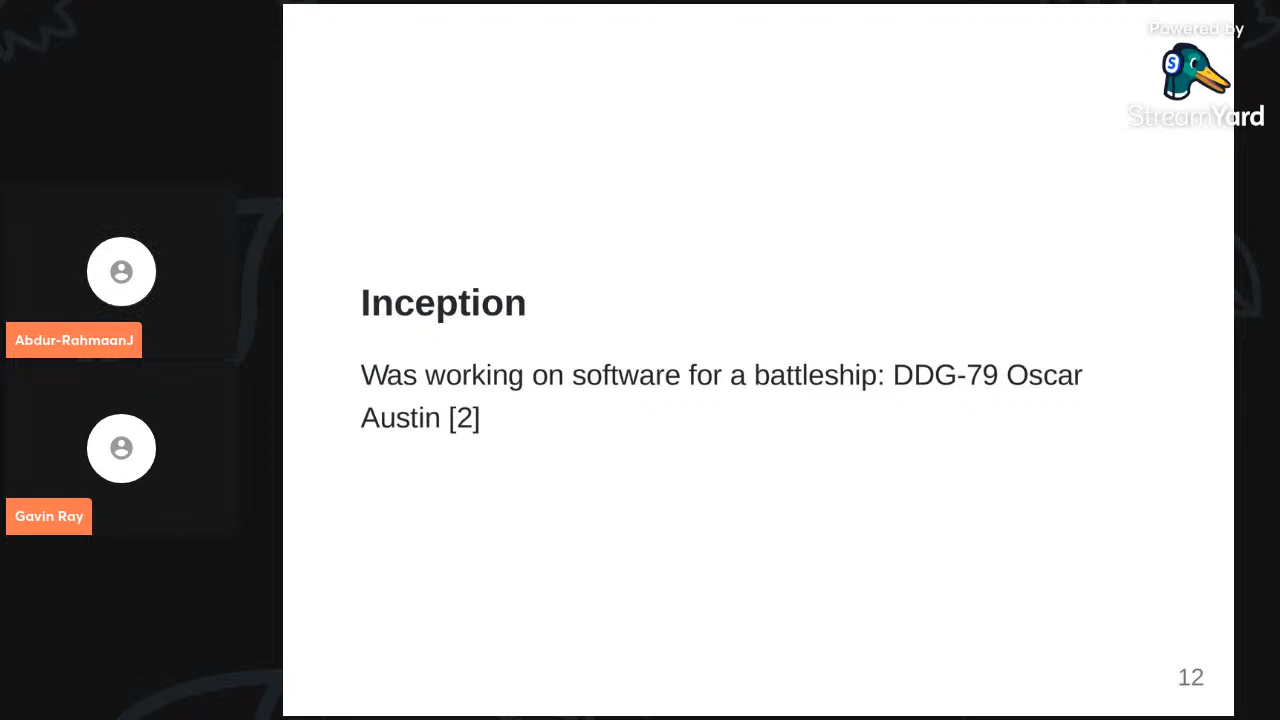 Powered by
StreamYard
Inception
Was working on software for a battleship: DDG-79 Oscar
Austin [2]
Abdur-RahmaanJ
Gavin Ray
12